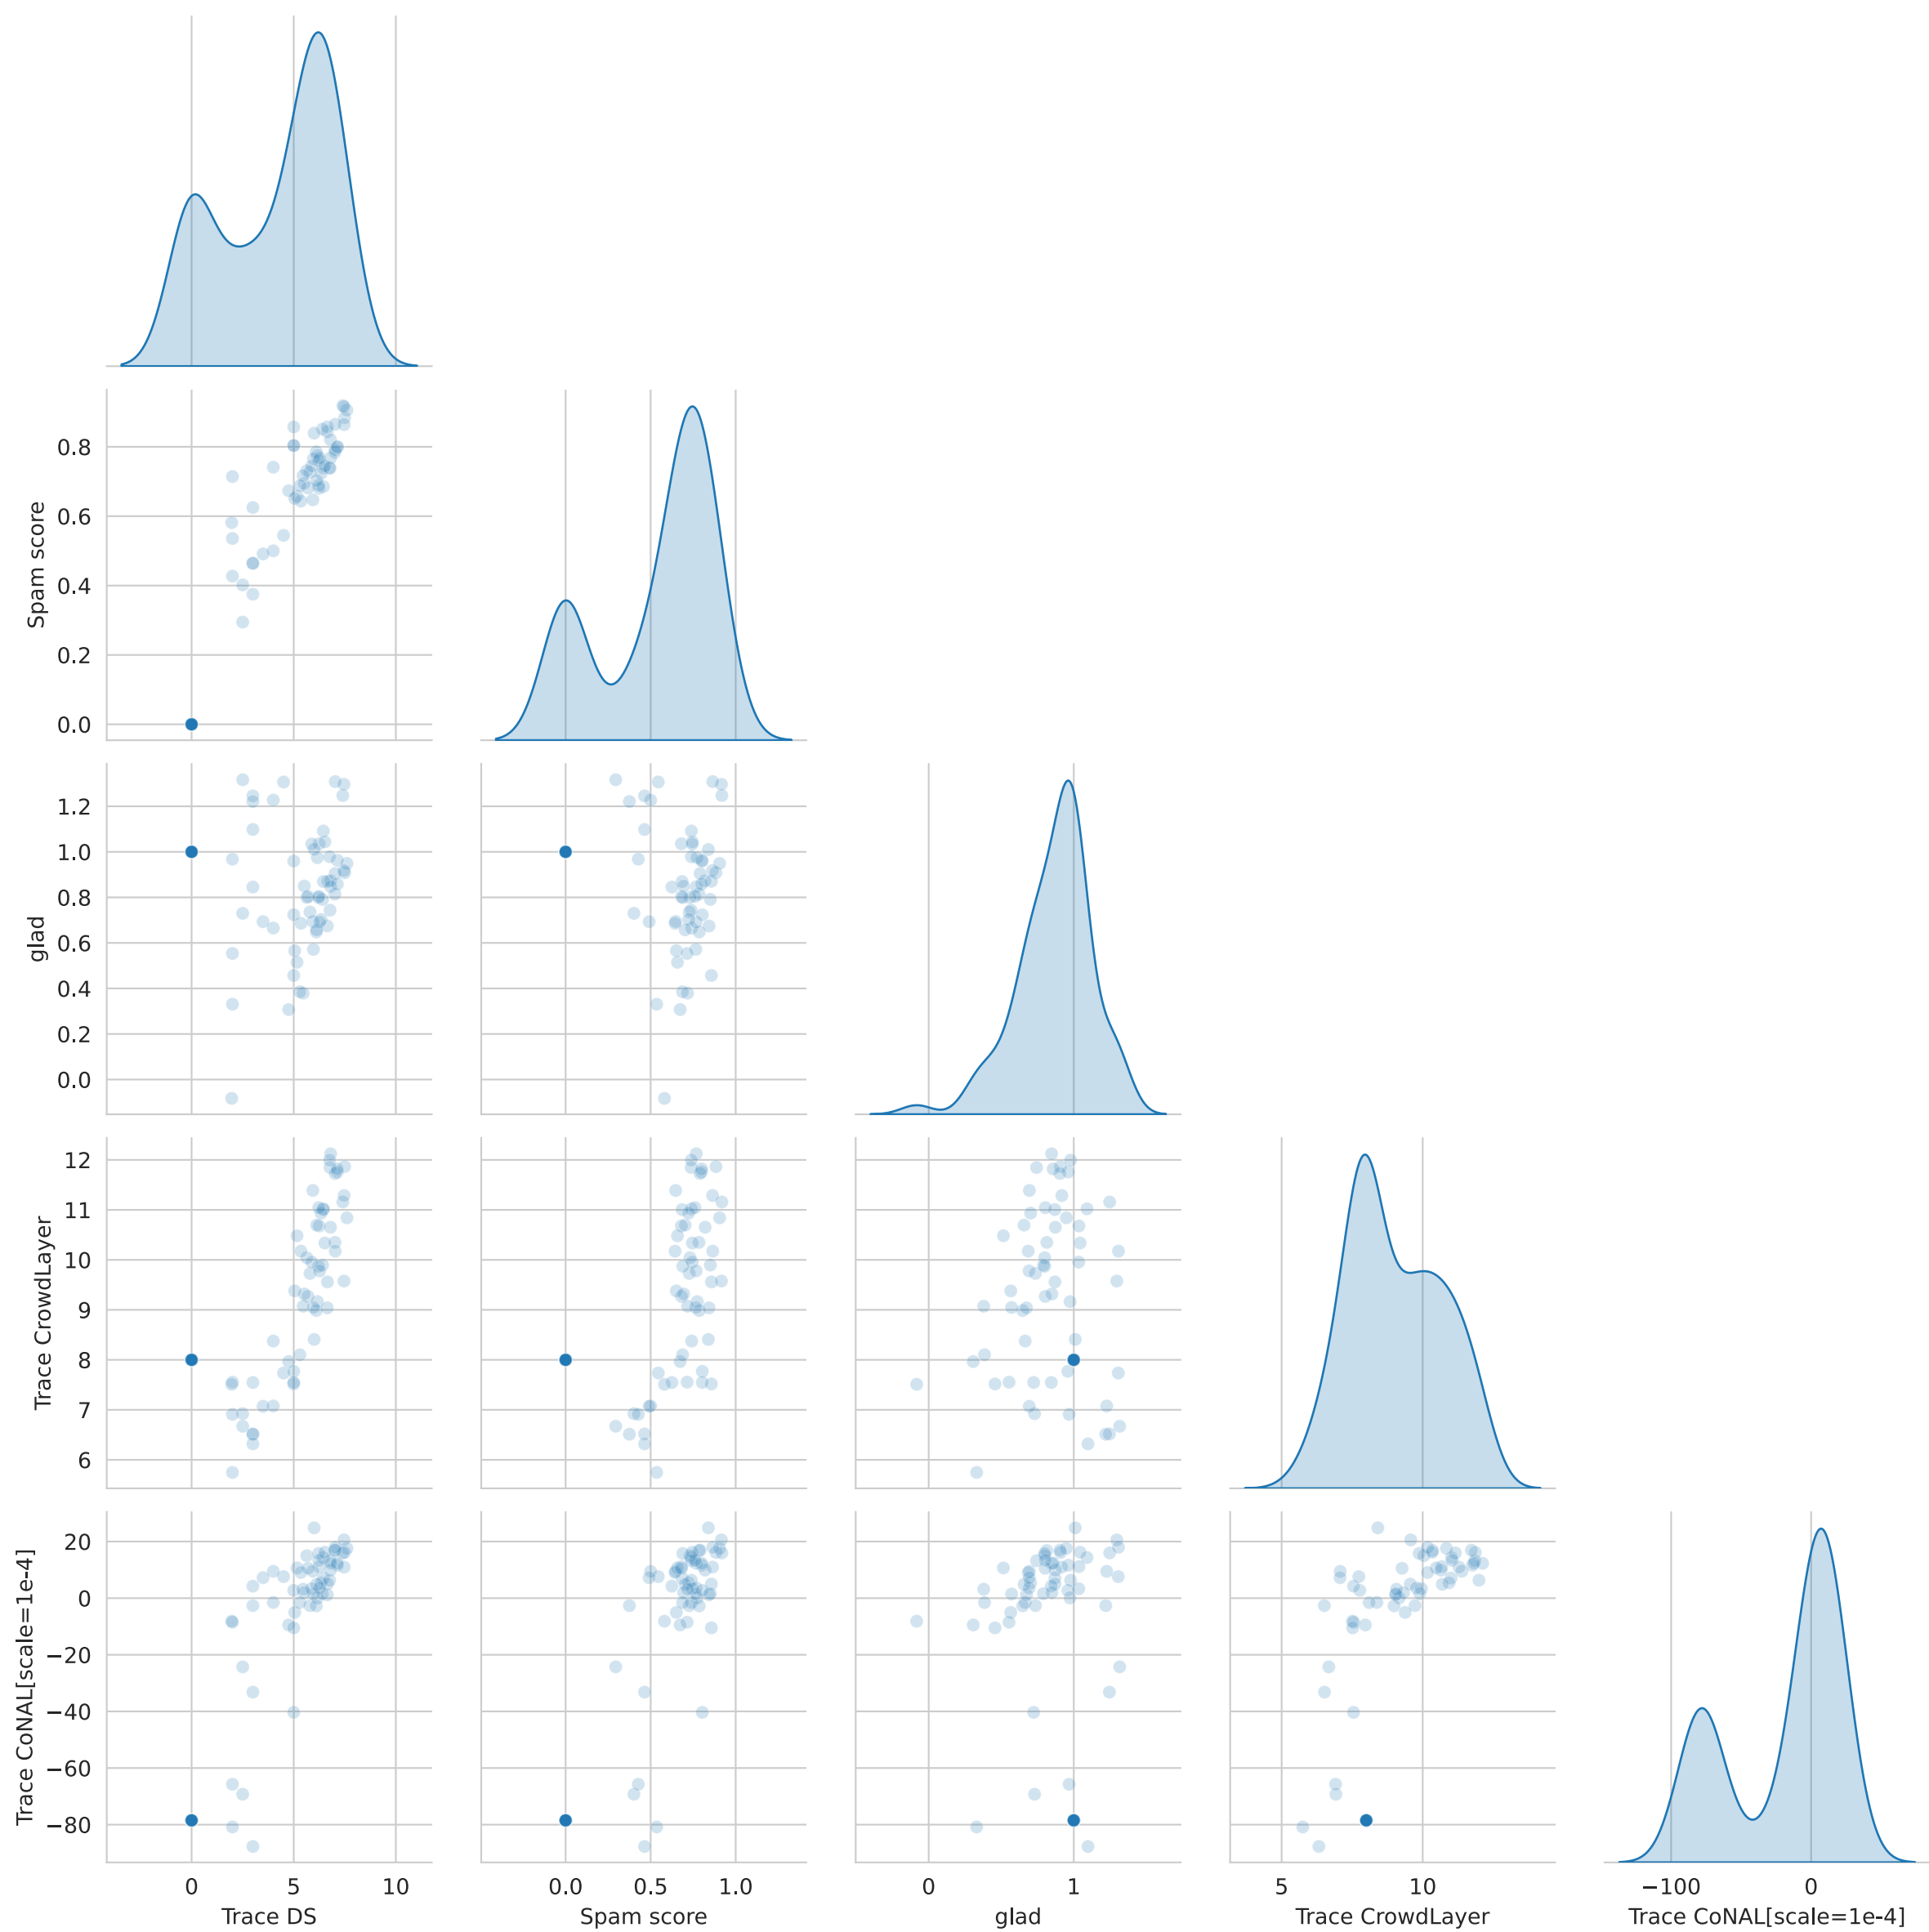 Spam score
0.8
0.6
0.4
0.2
0.0
glad
1.2
1.0
0.8
0.6
0.4
0.2
0.0
Trace CrowdLayer
12
11
10
9
8
7
6
Trace CoNAL[scale=1e-4]
20
0
−20
−40
−60
−80
0 5 10
0.0 0.5 1.0
0 1
5 10
−100 0
Trace DS
Spam score
glad
Trace CrowdLayer
Trace CoNAL[scale=1e-4]